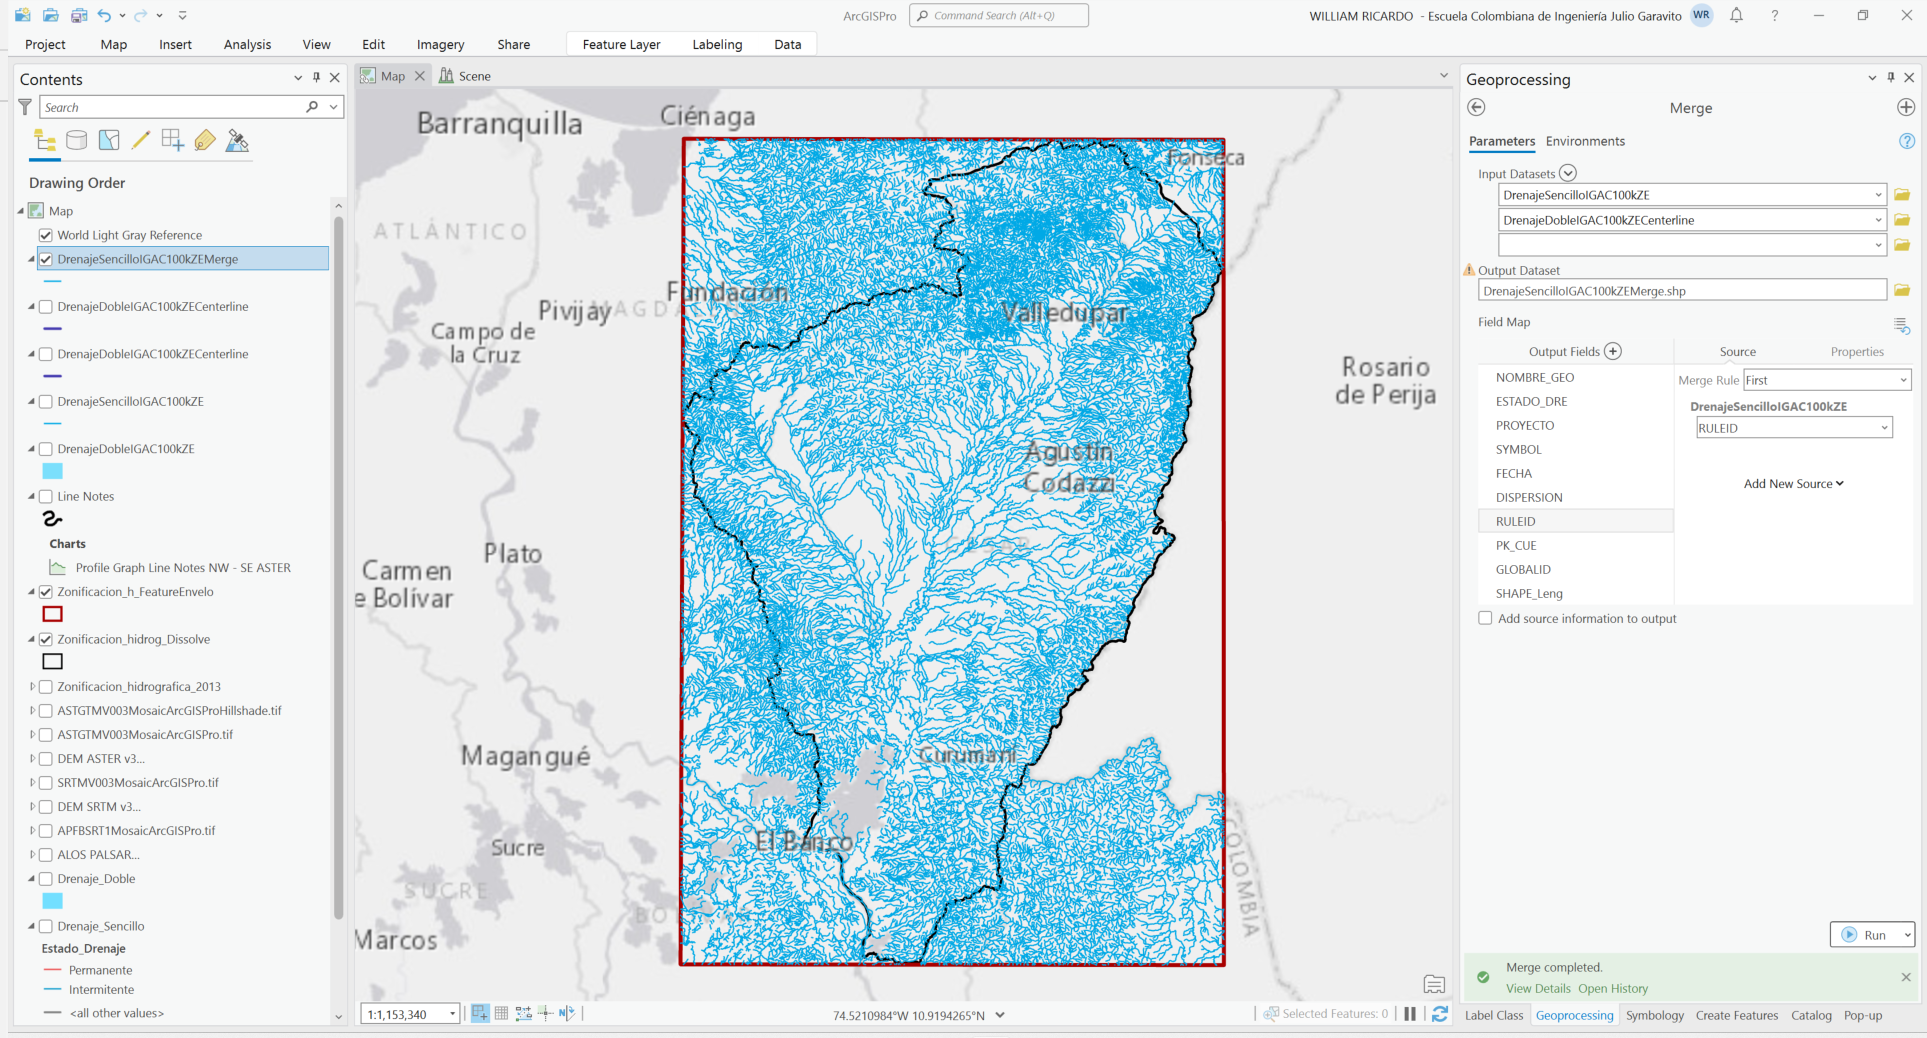 ArcGISPro
Command Search (Alt+Q)
WILLIAM RICARDO - Escuela Colombiana de Ingeniería Julio Garavito
WR
?
Project
Map
Insert
Analysis
View
Edit
Imagery
Share
Feature Layer
Labeling
Data
Contents
Search
Drawing Order
Map
World Light Gray Reference
DrenajeSencilloIGAC100kZEMerge
DrenajeDobleIGAC100kZECenterline
DrenajeDobleIGAC100kZECenterline
DrenajeSencilloIGAC100kZE
DrenajeDobleIGAC100kZE
Line Notes
Charts
Profile Graph Line Notes NW - SE ASTER
Zonificacion_h_FeatureEnvelo
Zonificacion_hidrog_Dissolve
Zonificacion_hidrografica_2013
ASTGTMV003MosaicArcGISProHillshade.tif
ASTGTMV003MosaicArcGISPro.tif
DEM ASTER v3...
SRTMV003MosaicArcGISPro.tif
DEM SRTM v3...
APFBSRT1MosaicArcGISPro.tif
ALOS PALSAR...
Drenaje_Doble
Drenaje_Sencillo
Estado_Drenaje
Permanente
Intermitente
<all other values>
Map
Scene
Barranquilla
Ciénaga
Fonseca
ATLÁNTICO
Fundación
Pivijay
MAGDA
Campo de
la Cruz
Valledupar
Rosario
de Perija
Agustín
Codazzi
CESAR
Plato
Carmen
e Bolívar
Magangué
Curumaní
Sucre
El Banco
SUCRE
BO
Marcos
COLOMBIA
1:1,153,340
74.5210984°W 10.9194265°N
Selected Features: 0
Geoprocessing
Merge
Parameters
Environments
Input Datasets
DrenajeSencilloIGAC100kZE
DrenajeDobleIGAC100kZECenterline
Output Dataset
DrenajeSencilloIGAC100kZEMerge.shp
Field Map
Output Fields
Source
Properties
NOMBRE_GEO
ESTADO_DRE
PROYECTO
SYMBOL
FECHA
DISPERSION
RULEID
PK_CUE
GLOBALID
SHAPE_Leng
Merge Rule First
DrenajeSencilloIGAC100kZE
RULEID
Add New Source
Add source information to output
Run
Merge completed.
View Details Open History
Label Class
Geoprocessing
Symbology
Create Features
Catalog
Pop-up